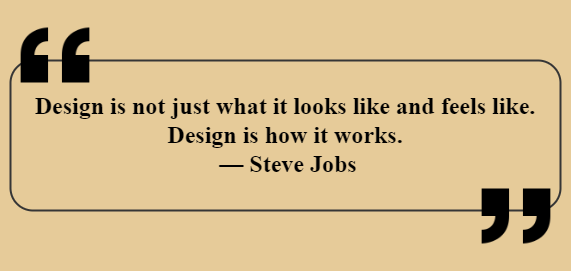 “
Design is not just what it looks like and feels like.
Design is how it works.
— Steve Jobs
”